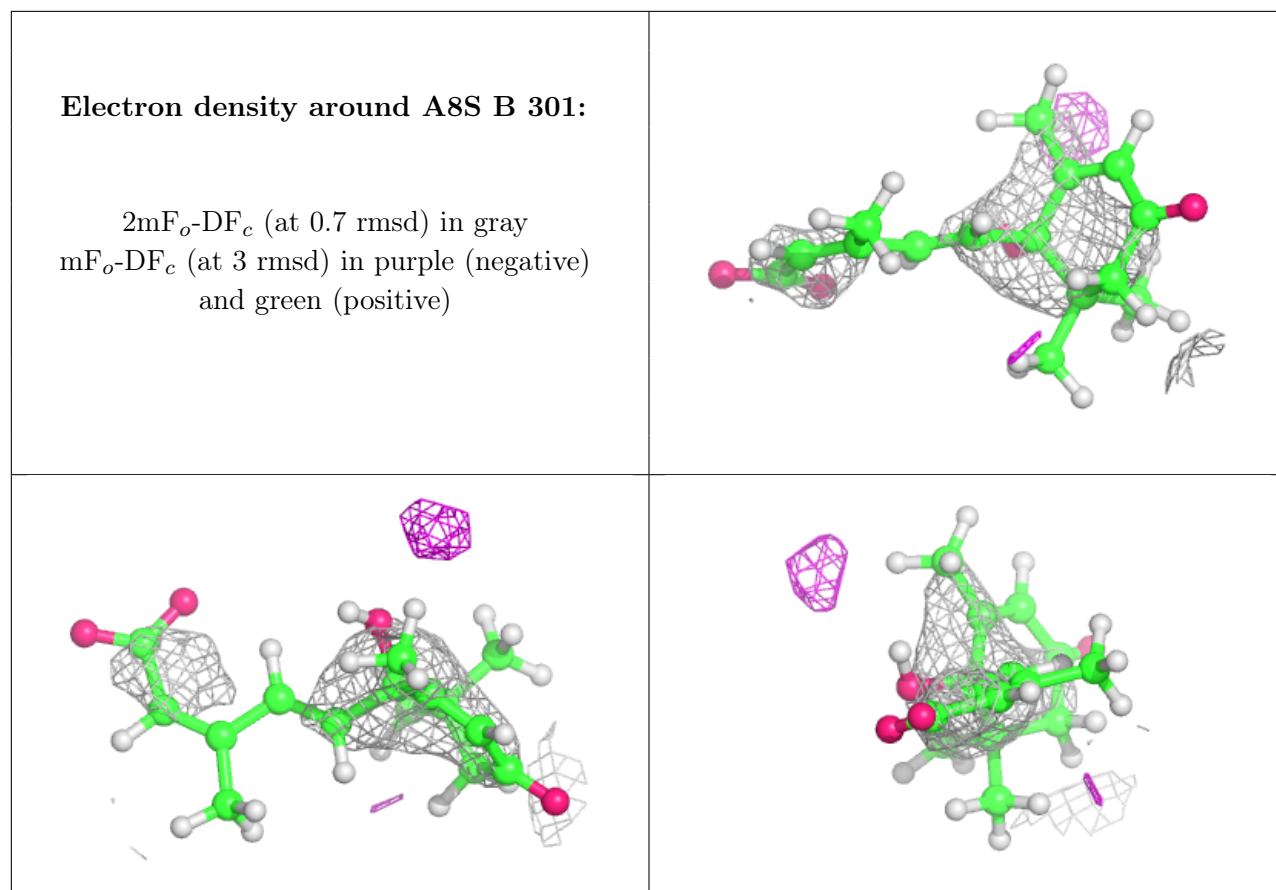 Electron density around A8S B 301:
2mFo-DFc (at 0.7 rmsd) in gray
mFo-DFc (at 3 rmsd) in purple (negative)
and green (positive)